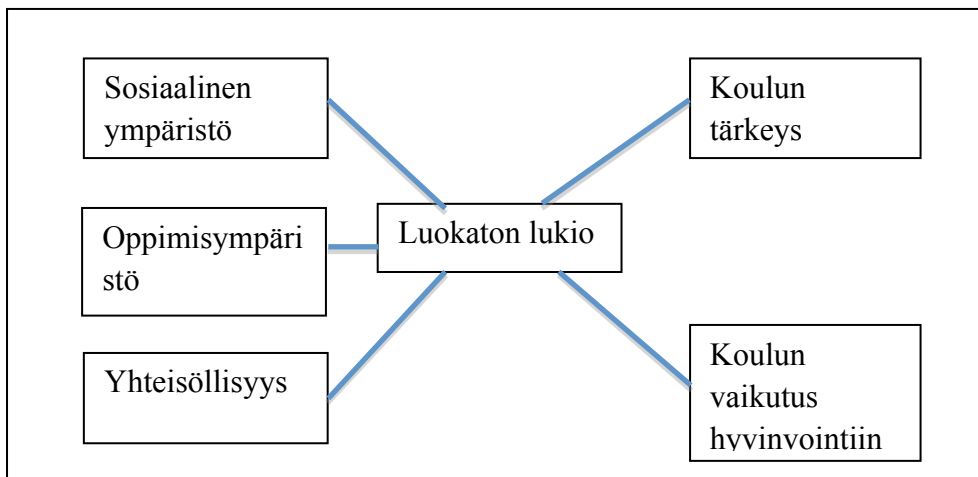 Sosiaalinen
ympäristö
Oppimisympäri
stö
Yhteisöllisyys
Luokaton lukio
Koulun
tärkeys
Koulun
vaikutus
hyvinvointiin